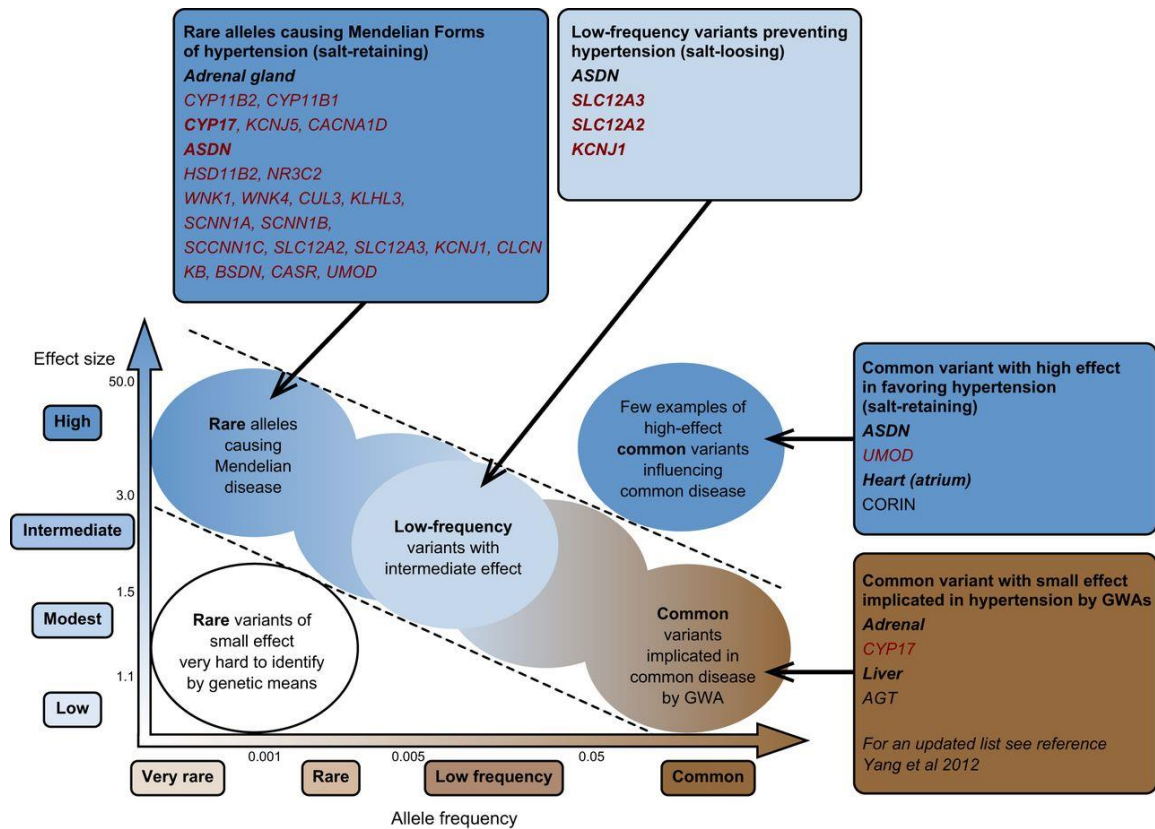 Rare alleles causing Mendelian Forms
of hypertension (salt-retaining)
Adrenal gland
CYP11B2, CYP11B1
CYP17, KCNJ5, CACNA1D
ASDN
HSD11B2, NR3C2
WNK1, WNK4, CUL3, KLHL3,
SCNN1A, SCNN1B,
SCCNN1C, SLC12A2, SLC12A3, KCNJ1, CLCN
KB, BSDN, CASR, UMOD
Low-frequency variants preventing
hypertension (salt-loosing)
ASDN
SLC12A3
SLC12A2
KCNJ1
Effect size
50.0
High
3.0
Intermediate
1.5
Modest
1.1
Low
Rare alleles
causing
Mendelian
disease
Low-frequency
variants with
intermediate effect
Few examples of
high-effect
common variants
influencing
common disease
Rare variants of
small effect
very hard to identify
by genetic means
Common
variants
implicated in
common disease
by GWA
Common variant with high effect
in favoring hypertension
(salt-retaining)
ASDN
UMOD
Heart (atrium)
CORIN
Common variant with small effect
implicated in hypertension by GWAs
Adrenal
CYP17
Liver
AGT
For an updated list see reference
Yang et al 2012
0.001
0.005
0.05
Very rare
Rare
Low frequency
Common
Allele frequency